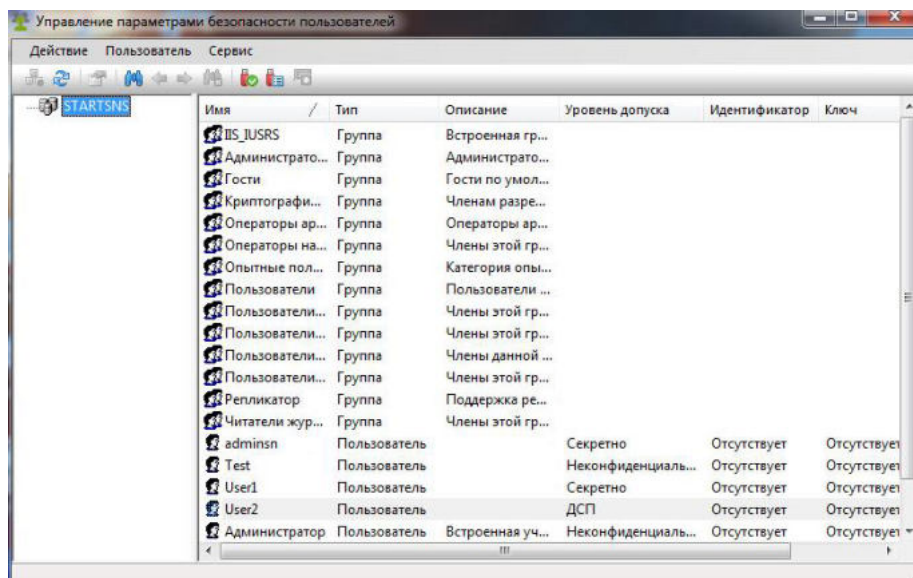 Управление параметрами безопасности пользователей
Действие Пользователь Сервис
STARTSNS
Имя Тип Описание Уровень допуска Идентификатор Ключ
IIS_IUSRS Группа Встроенная гр...
Администрато... Группа Администрато...
Гости Группа Гости по умол...
Криптографи... Группа Членам разре...
Операторы ар... Группа Операторы ар...
Операторы на... Группа Члены этой гр...
Опытные пол... Группа Категория опы...
Пользователи Группа Пользователи ...
Пользователи... Группа Члены этой гр...
Пользователи... Группа Члены этой гр...
Пользователи... Группа Члены данной ...
Пользователи... Группа Члены этой гр...
Репликатор Группа Поддержка ре...
Читатели жур... Группа Члены этой гр...
adminsn Пользователь Секретно Отсутствует Отсутствует
Test Пользователь Неконфиденциаль... Отсутствует Отсутствует
User1 Пользователь Секретно Отсутствует Отсутствует
User2 Пользователь ДСП Отсутствует Отсутствует
Администратор Пользователь Встроенная уч... Неконфиденциаль... Отсутствует Отсутствует